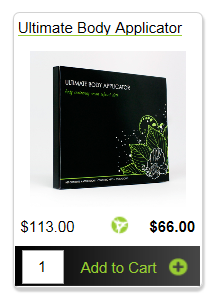 Ultimate Body Applicator
ULTIMATE BODY APPLICATOR
$113.00 $66.00
1 Add to Cart